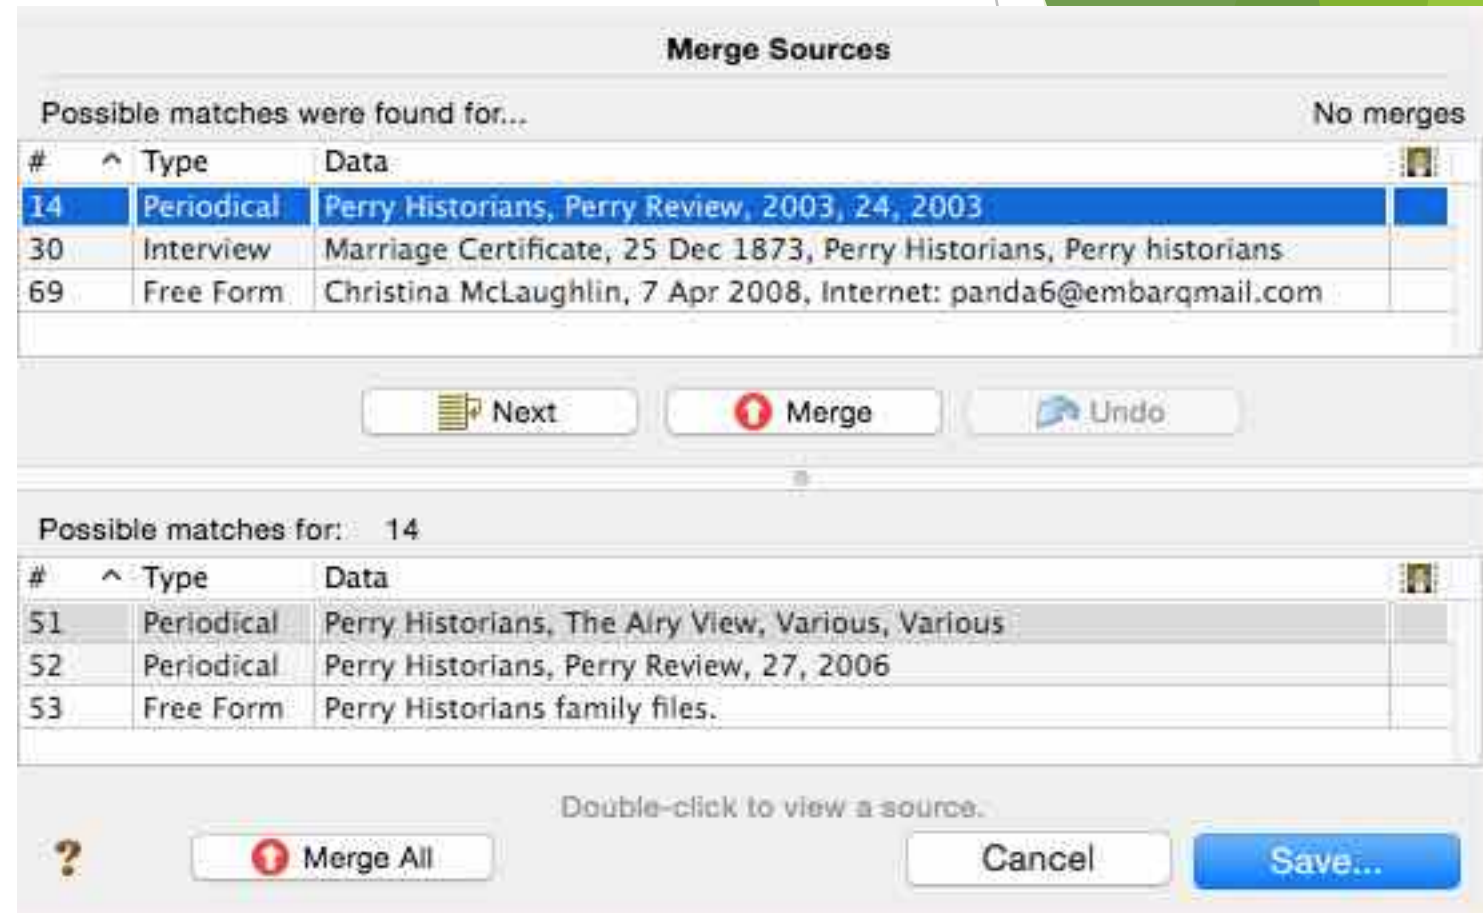 Merge Sources
Possible matches were found for... No merges
# ^ Type Data
14 Periodical Perry Historians, Perry Review, 2003, 24, 2003
30 Interview Marriage Certificate, 25 Dec 1873, Perry Historians, Perry historians
69 Free Form Christina McLaughlin, 7 Apr 2008, Internet: panda6@embarqmail.com
Next Merge Undo
Possible matches for: 14
# ^ Type Data
51 Periodical Perry Historians, The Airy View, Various, Various
52 Periodical Perry Historians, Perry Review, 27, 2006
53 Free Form Perry Historians family files.
Double-click to view a source.
? Merge All Cancel Save...